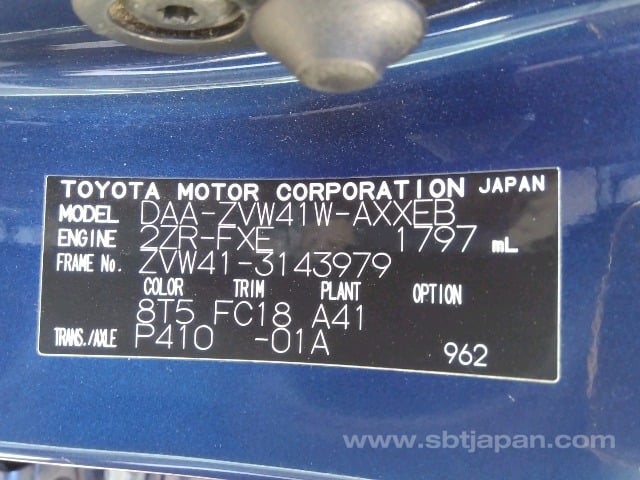 TOYOTA MOTOR CORPORATION JAPAN
MODEL DAA-ZVW41W-AXXEB
ENGINE 2ZR-FXE 1797 mL
FRAME No. ZVW41-3143979
COLOR TRIM PLANT OPTION
8T5 FC18 A41
TRANS./AXLE P410 -01A 962
www.sbtjapan.com